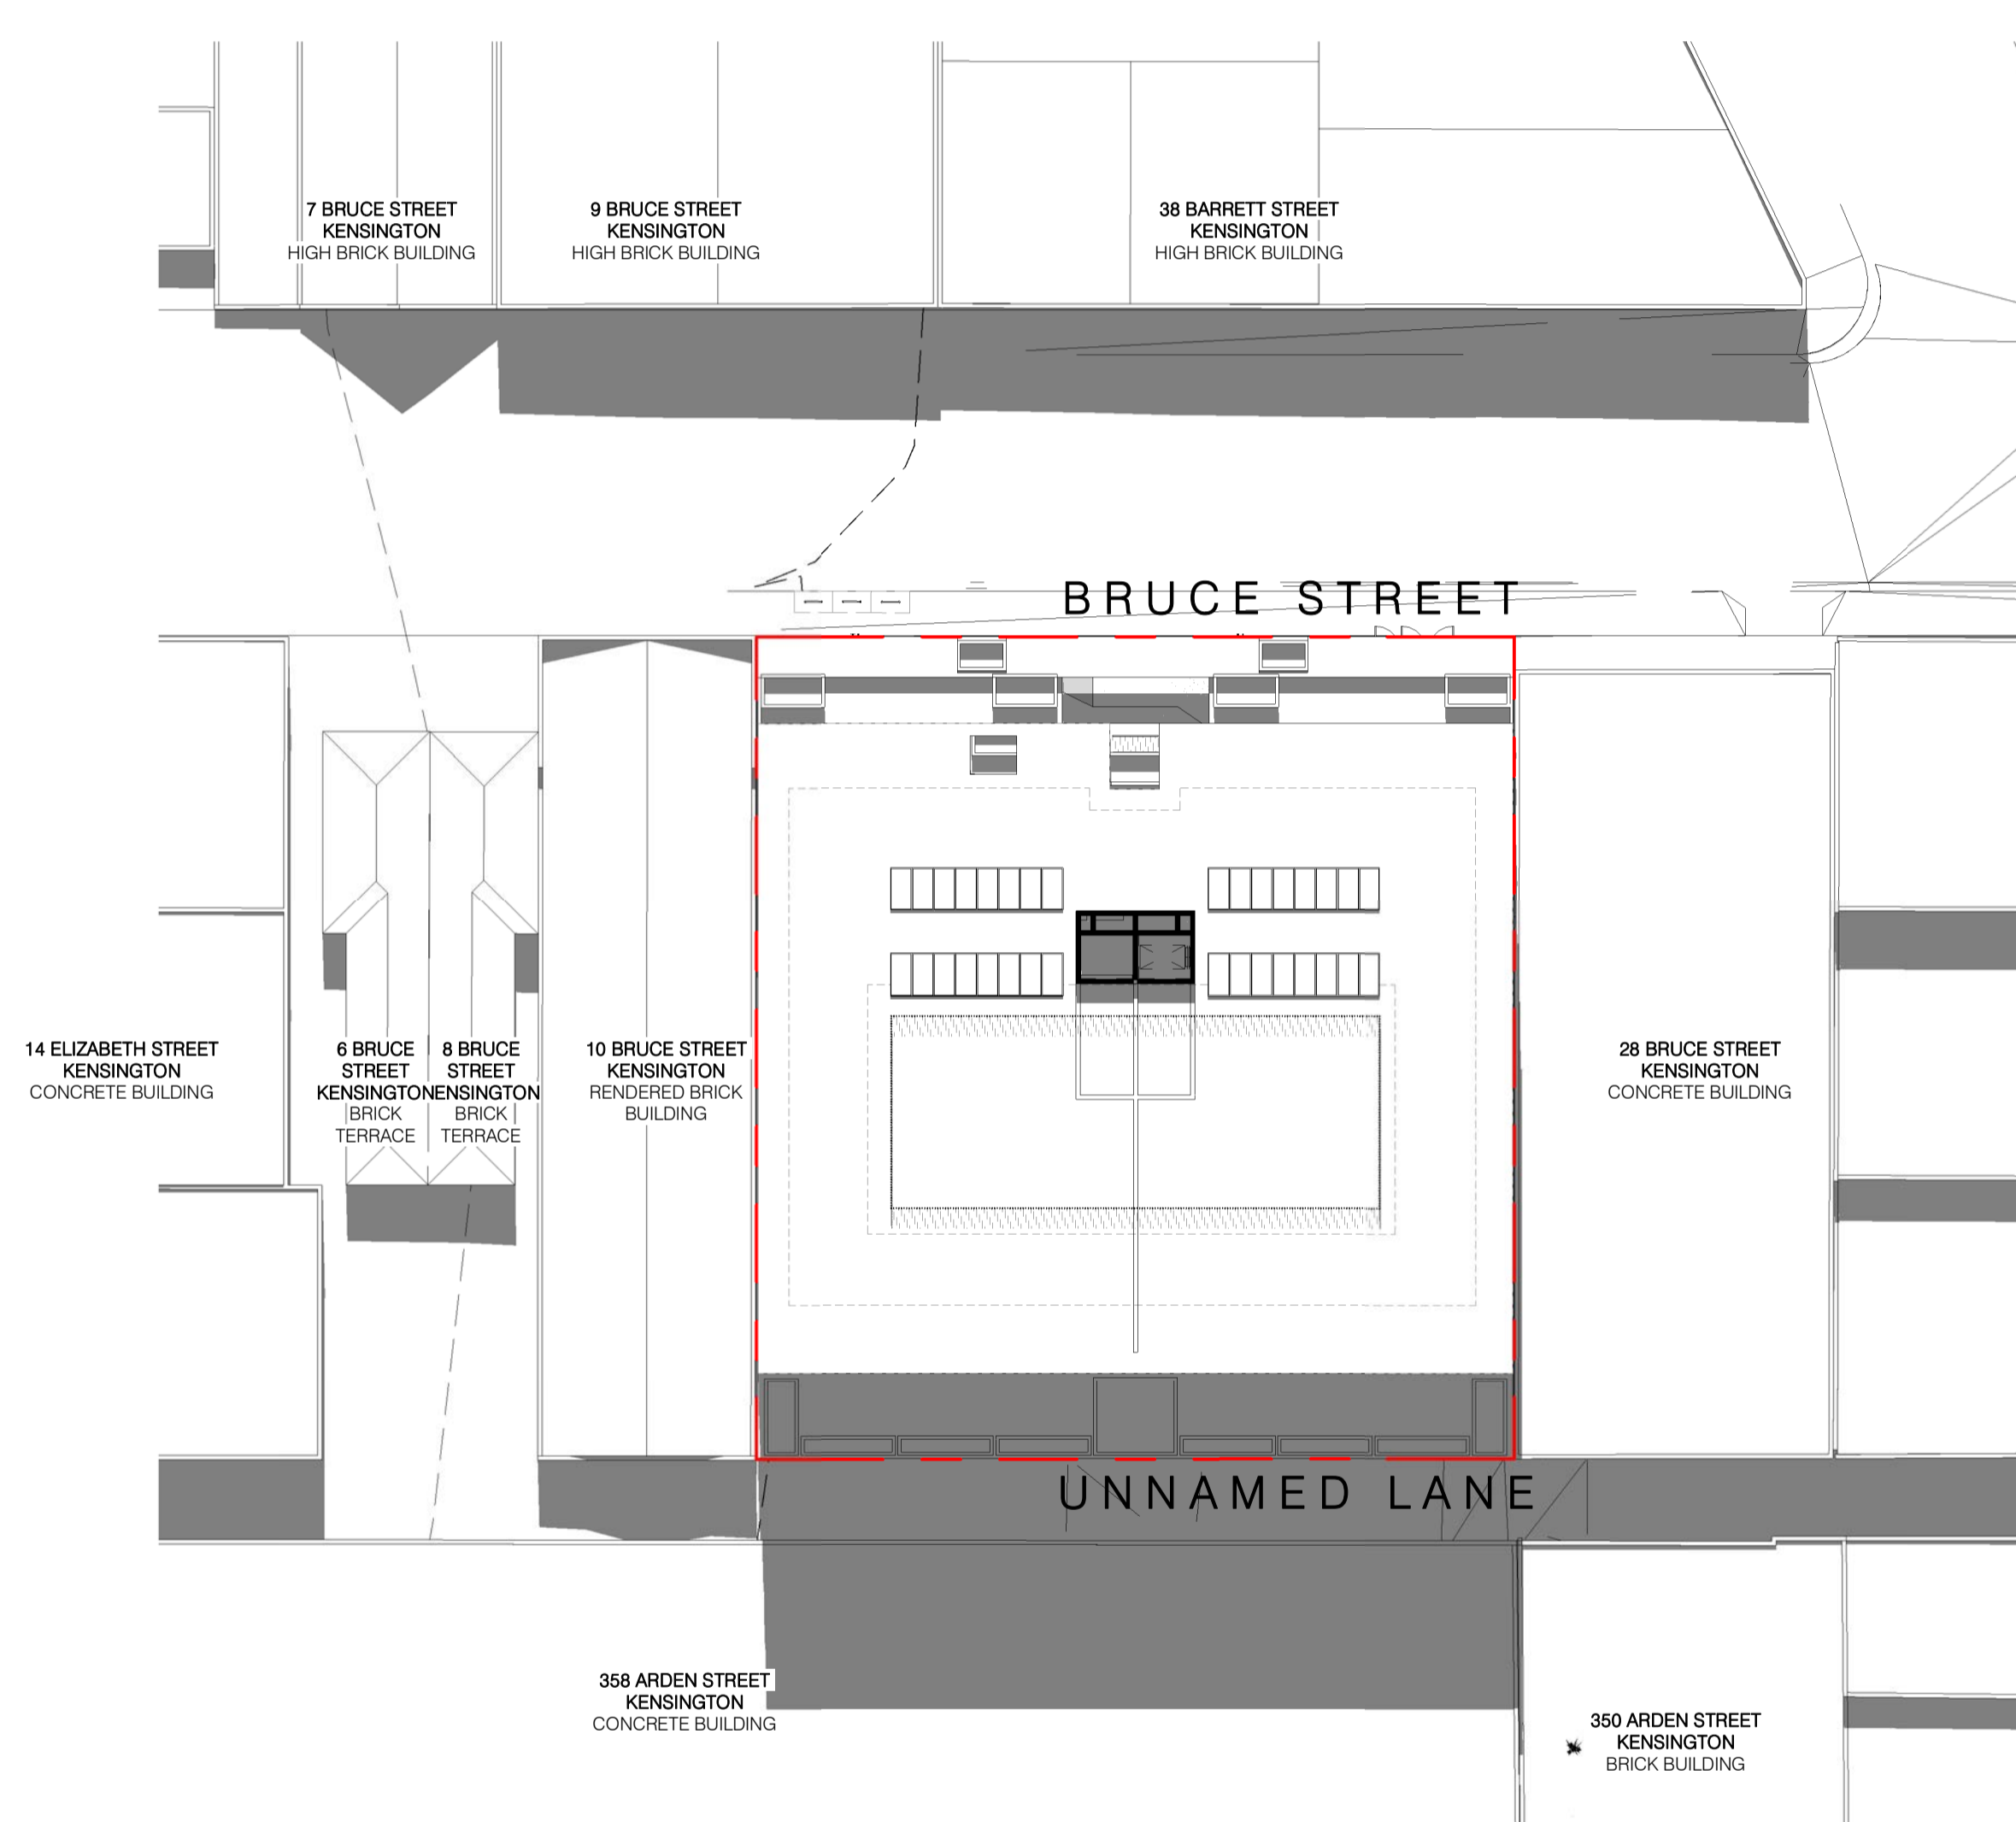 7 BRUCE STREET
KENSINGTON
HIGH BRICK BUILDING
9 BRUCE STREET
KENSINGTON
HIGH BRICK BUILDING
38 BARRETT STREET
KENSINGTON
HIGH BRICK BUILDING
BRUCE STREET
14 ELIZABETH STREET
KENSINGTON
CONCRETE BUILDING
6 BRUCE
STREET
KENSINGTON
BRICK
TERRACE
8 BRUCE
STREET
ENSINGTON
BRICK
TERRACE
10 BRUCE STREET
KENSINGTON
RENDERED BRICK
BUILDING
28 BRUCE STREET
KENSINGTON
CONCRETE BUILDING
UNNAMED LANE
358 ARDEN STREET
KENSINGTON
CONCRETE BUILDING
350 ARDEN STREET
KENSINGTON
BRICK BUILDING